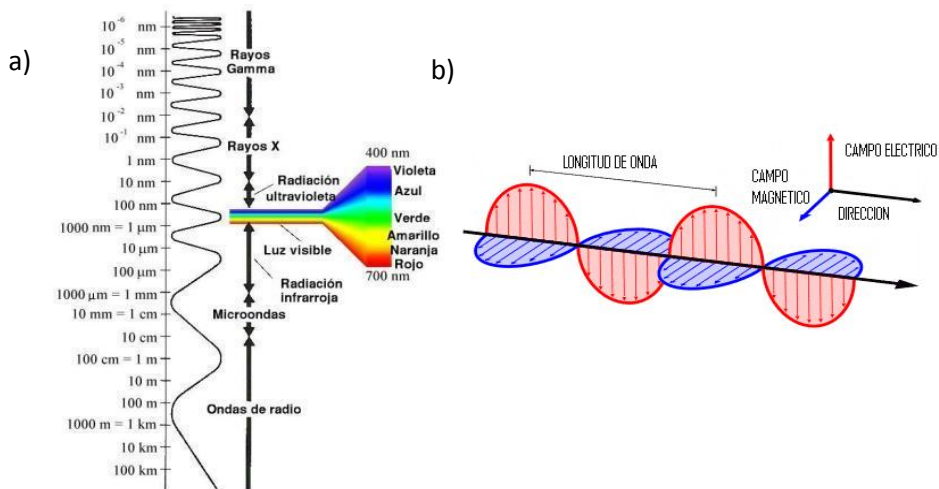 a)
10⁻⁶ nm
10⁻⁵ nm
10⁻⁴ nm
10⁻³ nm
10⁻² nm
10⁻¹ nm
1 nm
10 nm
100 nm
1000 nm = 1 µm
10 µm
100 µm
1000 µm = 1 mm
10 mm = 1 cm
10 cm
100 cm = 1 m
10 m
100 m
1000 m = 1 km
10 km
100 km
Rayos
Gamma
Rayos X
Radiación
ultravioleta
Luz visible
Radiación
infrarroja
Microondas
Ondas de radio
400 nm
Violeta
Azul
Verde
Amarillo
Naranja
Rojo
700 nm
b)
LONGITUD DE ONDA
CAMPO ELECTRICO
CAMPO
MAGNETICO
DIRECCION